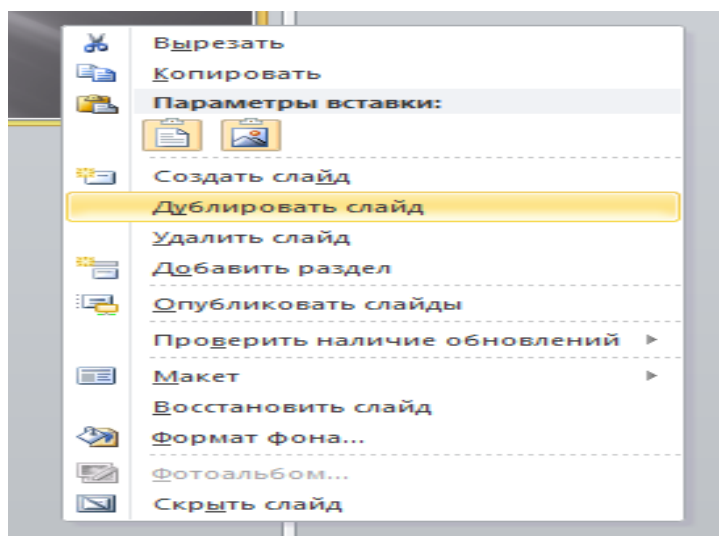 Вырезать
Копировать
Параметры вставки:
Создать слайд
Дублировать слайд
Удалить слайд
Добавить раздел
Опубликовать слайды
Проверить наличие обновлений
Макет
Восстановить слайд
Формат фона...
Фотоальбом...
Скрыть слайд